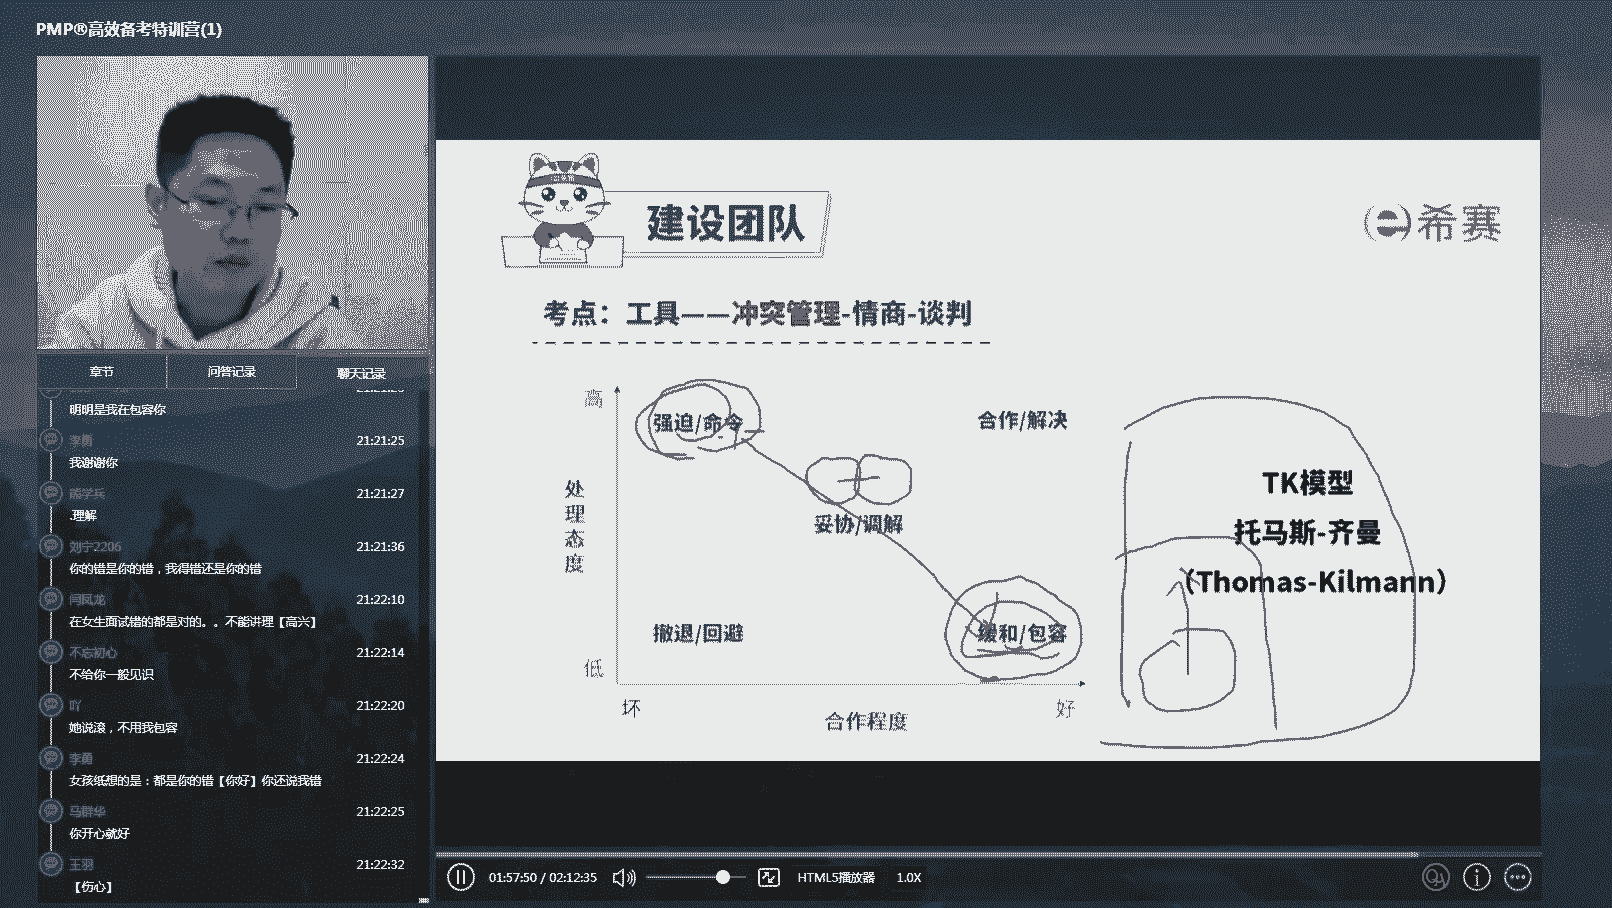 PMP®高效备考特训营(1)
章节
问答记录
聊天记录
明明是我在包容你
李勇
21:21:25
我谢谢你
熊学兵
21:21:27
.理解
刘宁2206
21:21:36
你的错是你的错，我得错还是你的错
闫凤龙
21:22:10
在女生面试错的都是对的。。不能讲理【高兴】
不忘初心
21:22:14
不给你一般见识
吖
21:22:20
她说滚，不用我包容
李勇
21:22:24
女孩纸想的是：都是你的错【你好】你还说我错
马群华
21:22:25
你开心就好
王羽
21:22:32
【伤心】
建设团队
希赛
考点：工具——冲突管理-情商-谈判
高
强迫/命令
合作/解决
处理态度
妥协/调解
撤退/回避
缓和/包容
低
坏
合作程度
好
TK模型
托马斯-齐曼
（Thomas-Kilmann）
01:57:50 / 02:12:35
HTML5播放器
1.0X